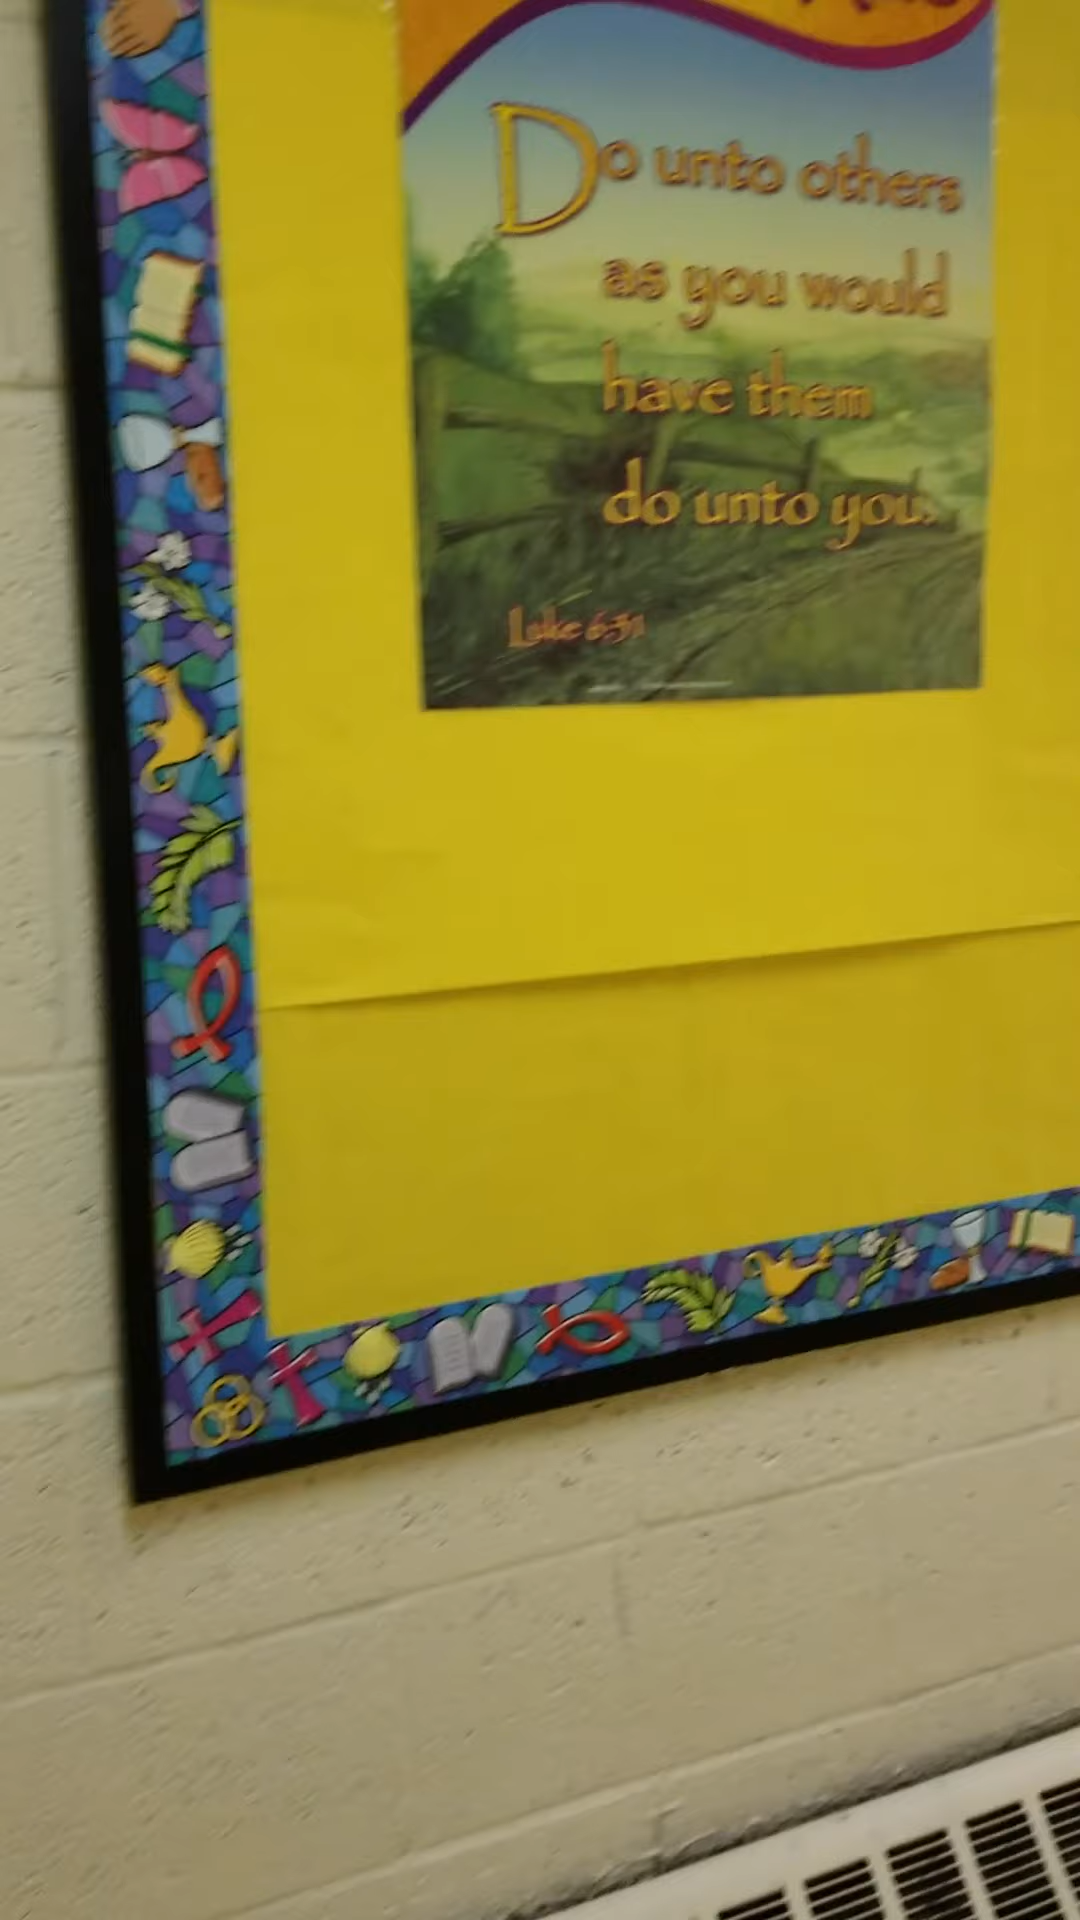 Do unto others
as you would
have them
do unto you.
Luke 6:31